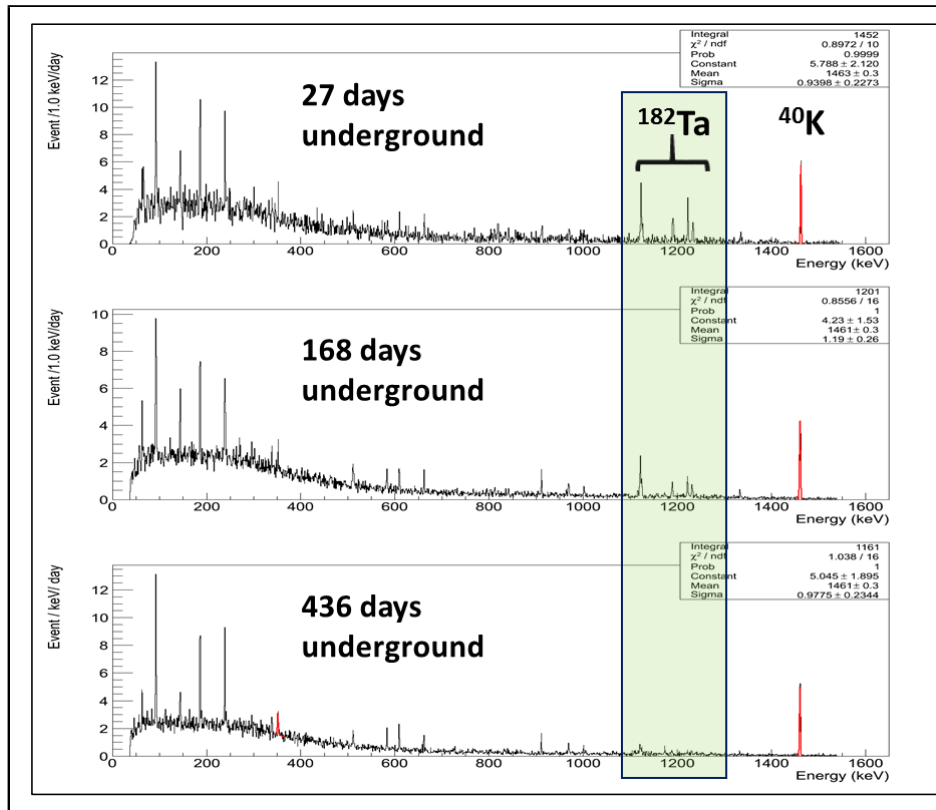 Integral 1452
χ² / ndf 0.8972 / 10
Prob 0.9999
Constant 5.788 ± 2.120
Mean 1463 ± 0.3
Sigma 0.9398 ± 0.2273
Event /1.0 keV/day
12
10
8
6
4
2
0
27 days
underground
¹⁸²Ta
⁴⁰K
0 200 400 600 800 1000 1200 1400 1600
Energy (keV)
Integral 1201
χ² / ndf 0.8556 / 16
Prob 1
Constant 4.23 ± 1.53
Mean 1461 ± 0.3
Sigma 1.19 ± 0.26
Event /1.0 keV/day
10
8
6
4
2
0
168 days
underground
0 200 400 600 800 1000 1200 1400 1600
Energy (keV)
Integral 1161
χ² / ndf 1.038 / 16
Prob 1
Constant 5.045 ± 1.895
Mean 1461 ± 0.3
Sigma 0.9775 ± 0.2344
Event / keV/ day
12
10
8
6
4
2
0
436 days
underground
0 200 400 600 800 1000 1200 1400 1600
Energy (keV)